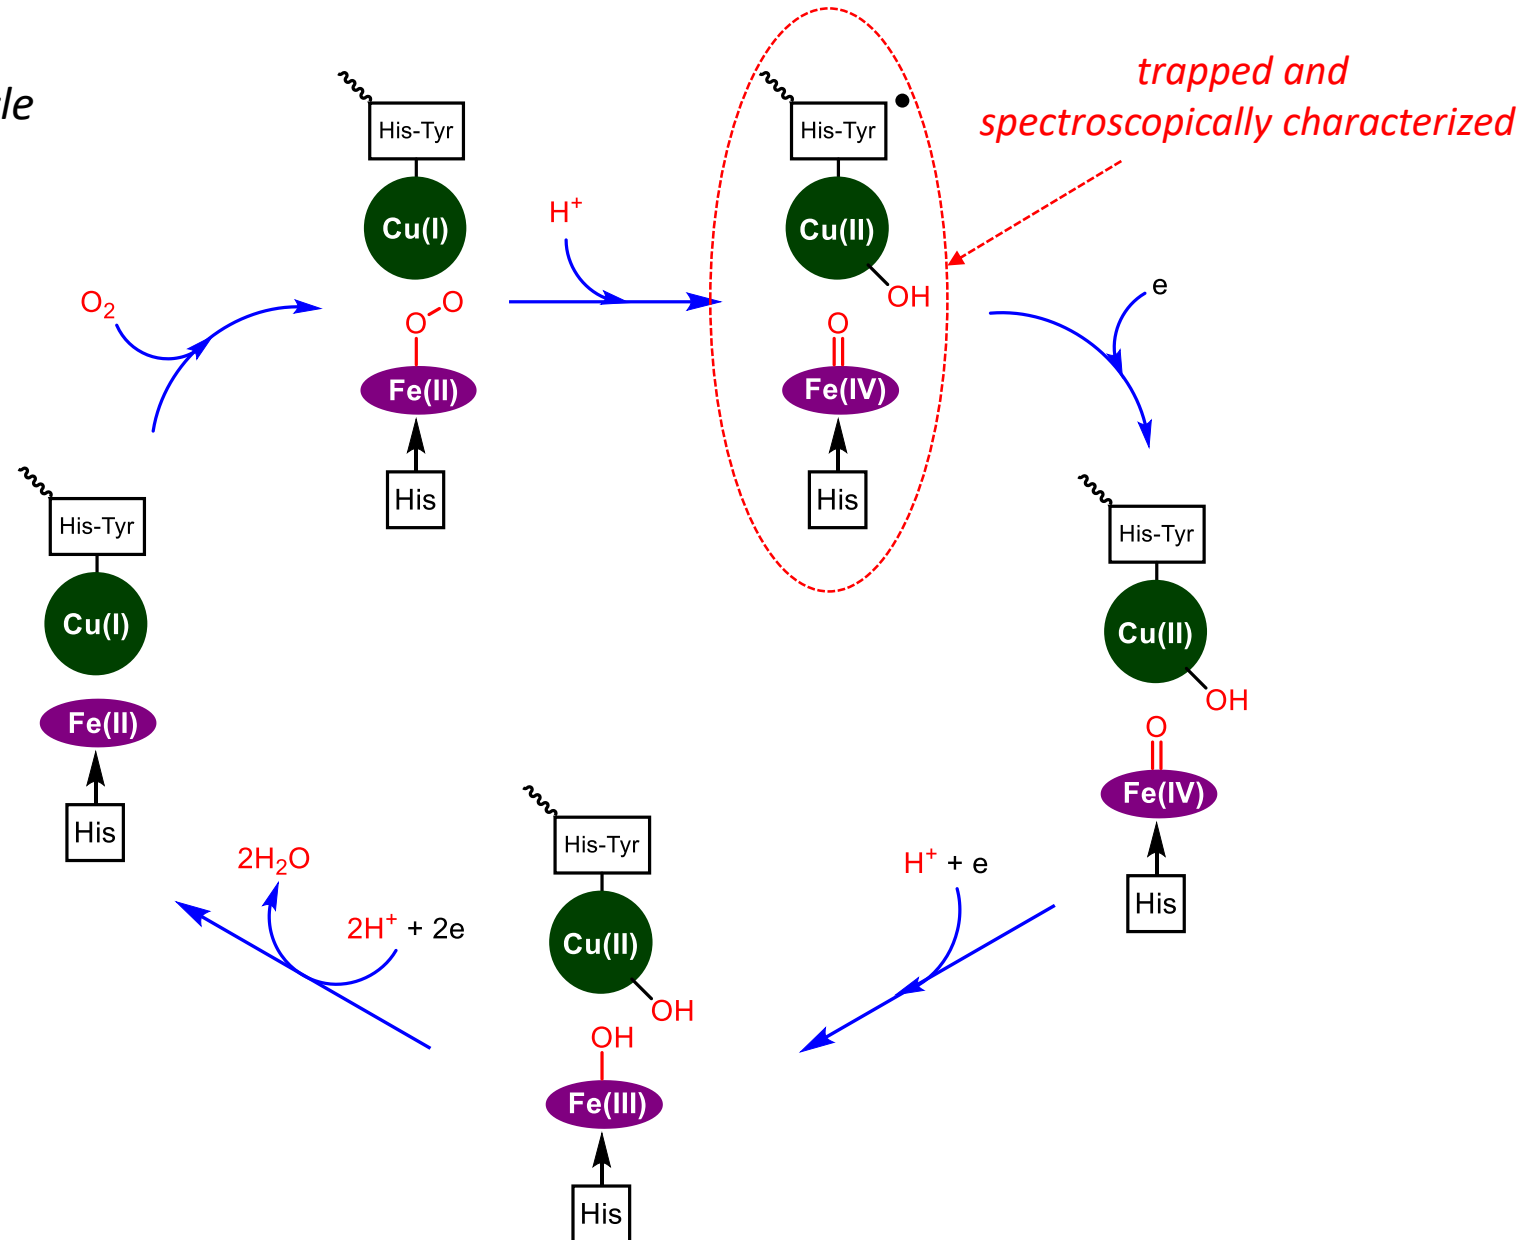 trapped and
spectroscopically characterized
His-Tyr
Cu(I)
O
O
Fe(II)
His
H⁺
His-Tyr •
Cu(II)
OH
O
Fe(IV)
His
O₂
e
His-Tyr
Cu(I)
Fe(II)
His
His-Tyr
Cu(II)
OH
O
Fe(IV)
His
H⁺ + e
His-Tyr
Cu(II)
OH
OH
Fe(III)
His
2H⁺ + 2e
2H₂O